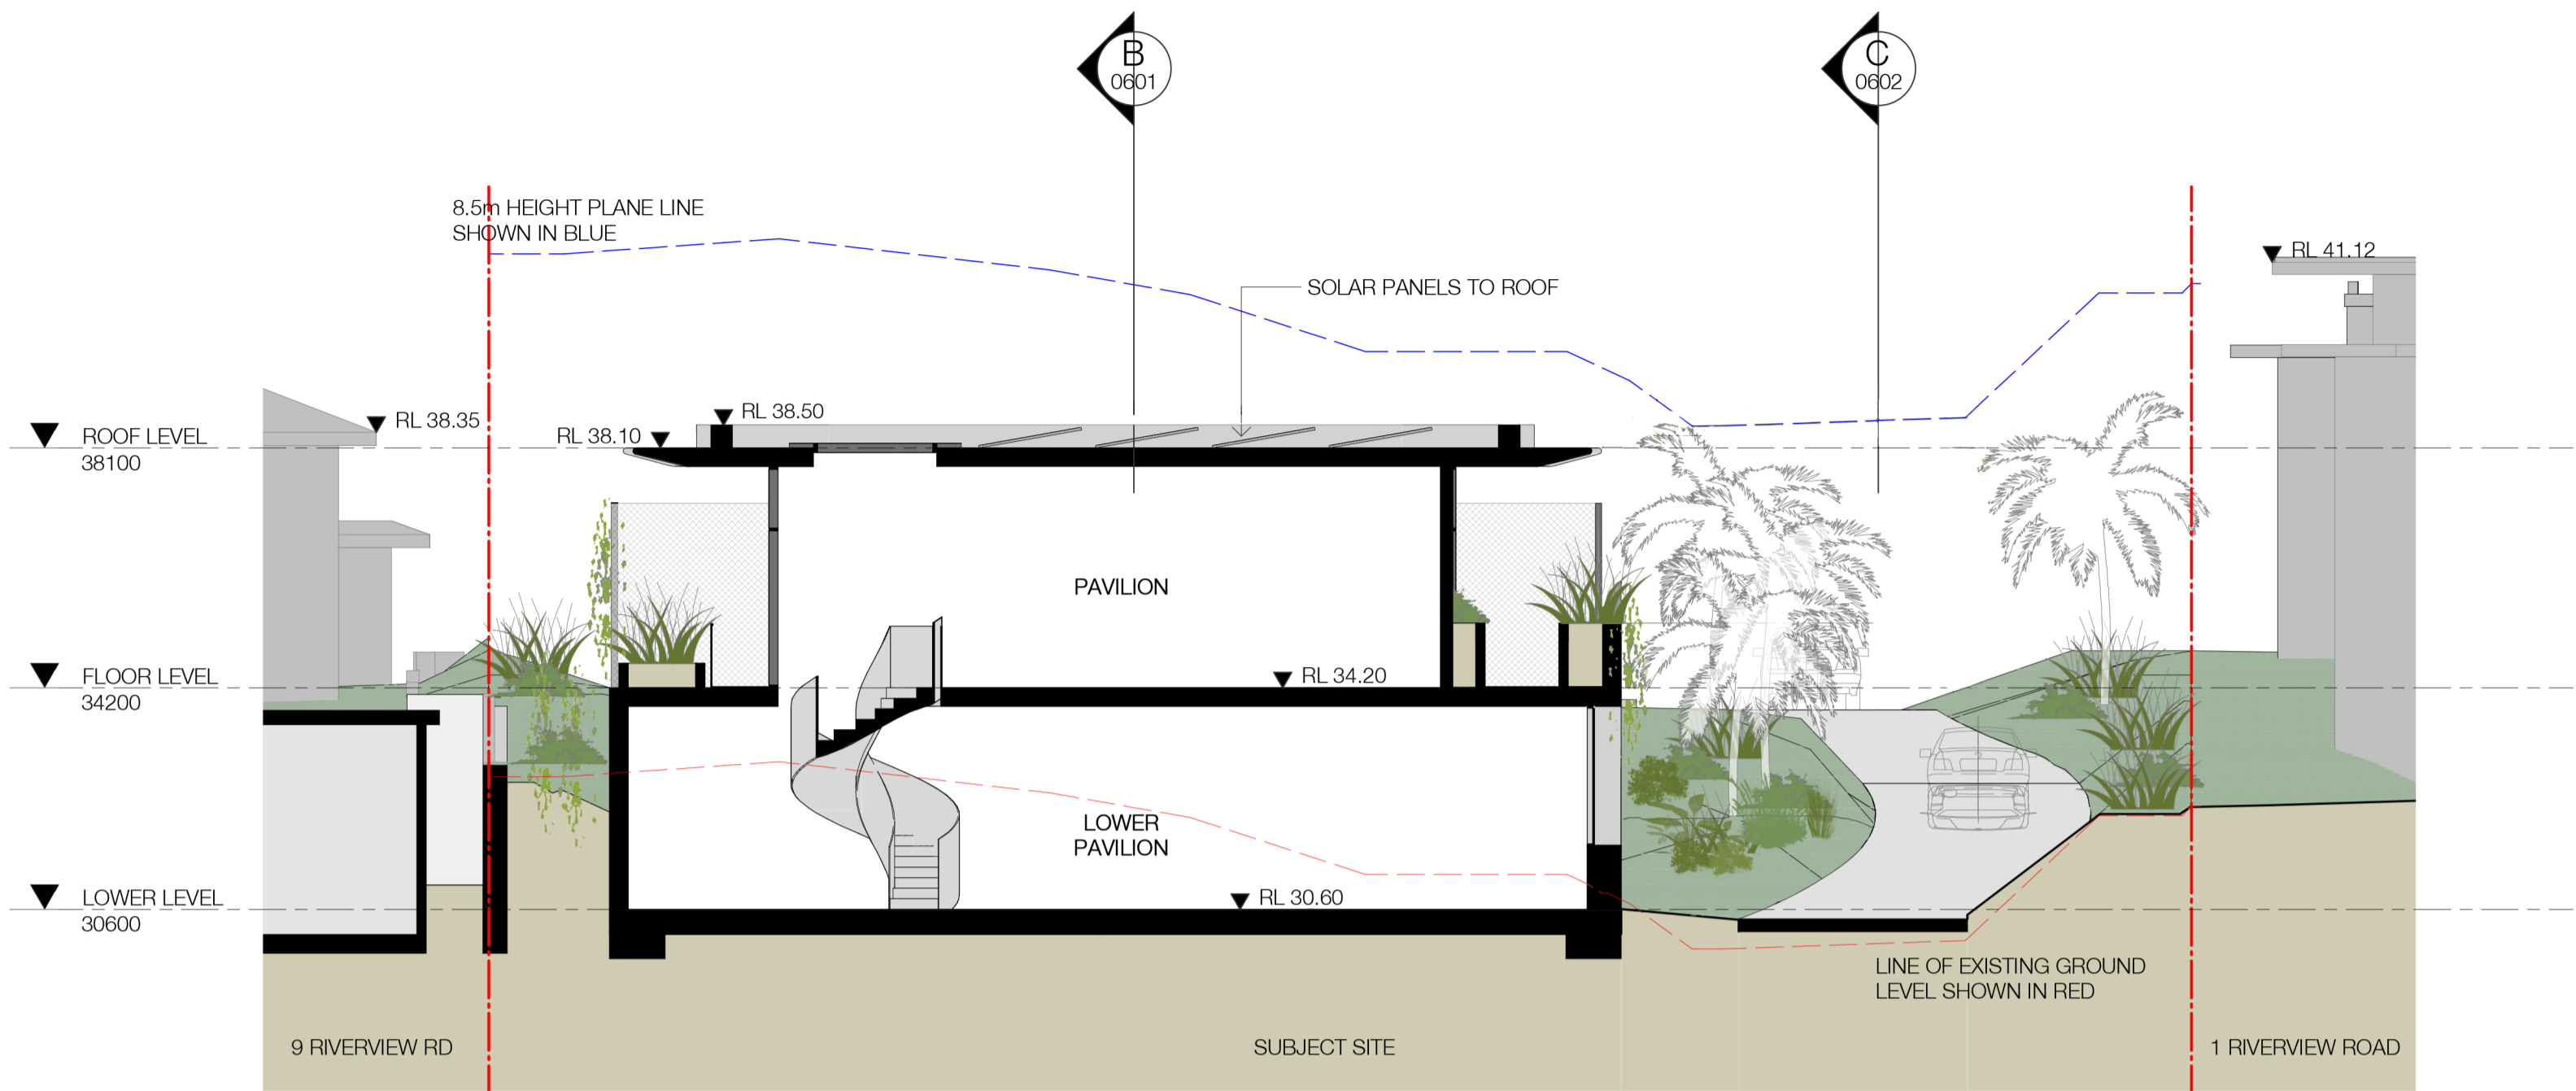 B
0601
C
0602
8.5m HEIGHT PLANE LINE
SHOWN IN BLUE
RL 41.12
SOLAR PANELS TO ROOF
RL 38.50
RL 38.35
RL 38.10
ROOF LEVEL
38100
PAVILION
FLOOR LEVEL
34200
RL 34.20
LOWER
PAVILION
LOWER LEVEL
30600
RL 30.60
LINE OF EXISTING GROUND
LEVEL SHOWN IN RED
9 RIVERVIEW RD
SUBJECT SITE
1 RIVERVIEW ROAD